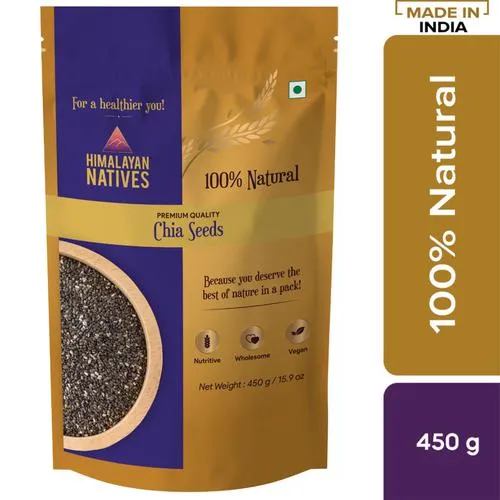 MADE IN
INDIA
For a healthier you!
HIMALAYAN
NATIVES
100% Natural
PREMIUM QUALITY
Chia Seeds
Because you deserve the
best of nature in a pack!
Nutritive
Wholesome
Vegan
Net Weight : 450 g / 15.9 oz
100% Natural
450 g